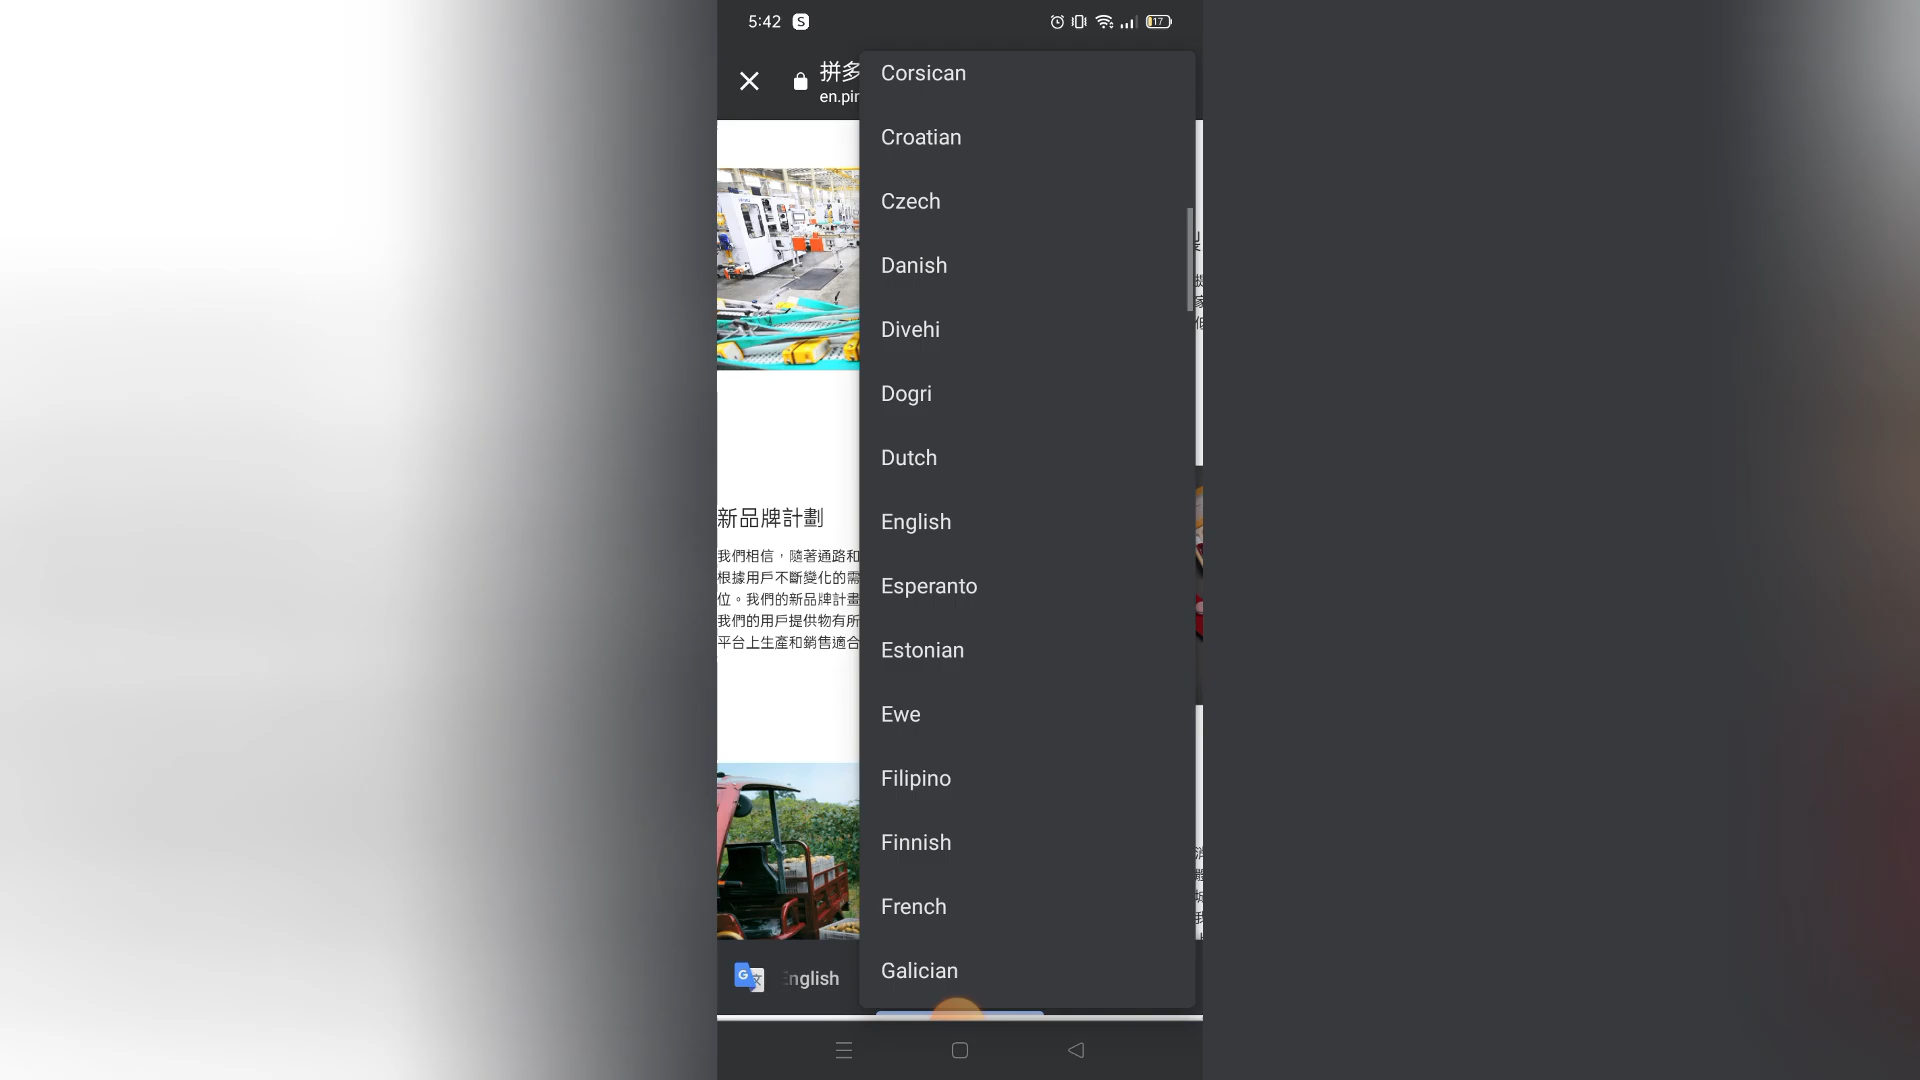 5:42
S
17
拼多
en.pin
Corsican
Croatian
Czech
Danish
Divehi
Dogri
Dutch
English
Esperanto
Estonian
Ewe
Filipino
Finnish
French
Galician
新品牌計劃
我們相信，隨著通路和
根據用戶不斷變化的需
位。我們的新品牌計畫
我們的用戶提供物有所
平台上生產和銷售適合
G
English